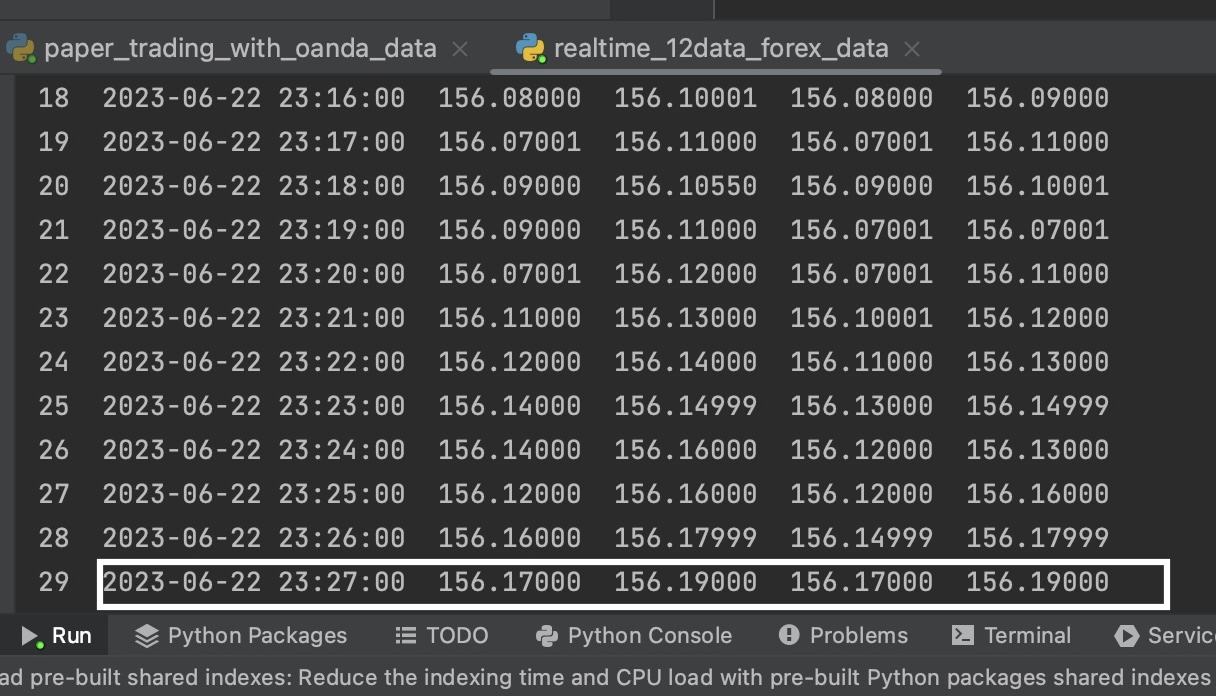 paper_trading_with_oanda_data realtime_12data_forex_data
18 2023-06-22 23:16:00 156.08000 156.10001 156.08000 156.09000
19 2023-06-22 23:17:00 156.07001 156.11000 156.07001 156.11000
20 2023-06-22 23:18:00 156.09000 156.10550 156.09000 156.10001
21 2023-06-22 23:19:00 156.09000 156.11000 156.07001 156.07001
22 2023-06-22 23:20:00 156.07001 156.12000 156.07001 156.11000
23 2023-06-22 23:21:00 156.11000 156.13000 156.10001 156.12000
24 2023-06-22 23:22:00 156.12000 156.14000 156.11000 156.13000
25 2023-06-22 23:23:00 156.14000 156.14999 156.13000 156.14999
26 2023-06-22 23:24:00 156.14000 156.16000 156.12000 156.13000
27 2023-06-22 23:25:00 156.12000 156.16000 156.12000 156.16000
28 2023-06-22 23:26:00 156.16000 156.17999 156.14999 156.17999
29 2023-06-22 23:27:00 156.17000 156.19000 156.17000 156.19000
Run Python Packages TODO Python Console Problems Terminal Servic
ad pre-built shared indexes: Reduce the indexing time and CPU load with pre-built Python packages shared indexes